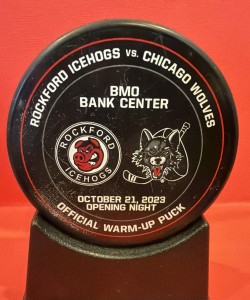 ROCKFORD ICEHOGS VS. CHICAGO WOLVES
BMO
BANK CENTER
ROCKFORD
ICEHOGS
OCTOBER 21, 2023
OPENING NIGHT
OFFICIAL WARM-UP PUCK